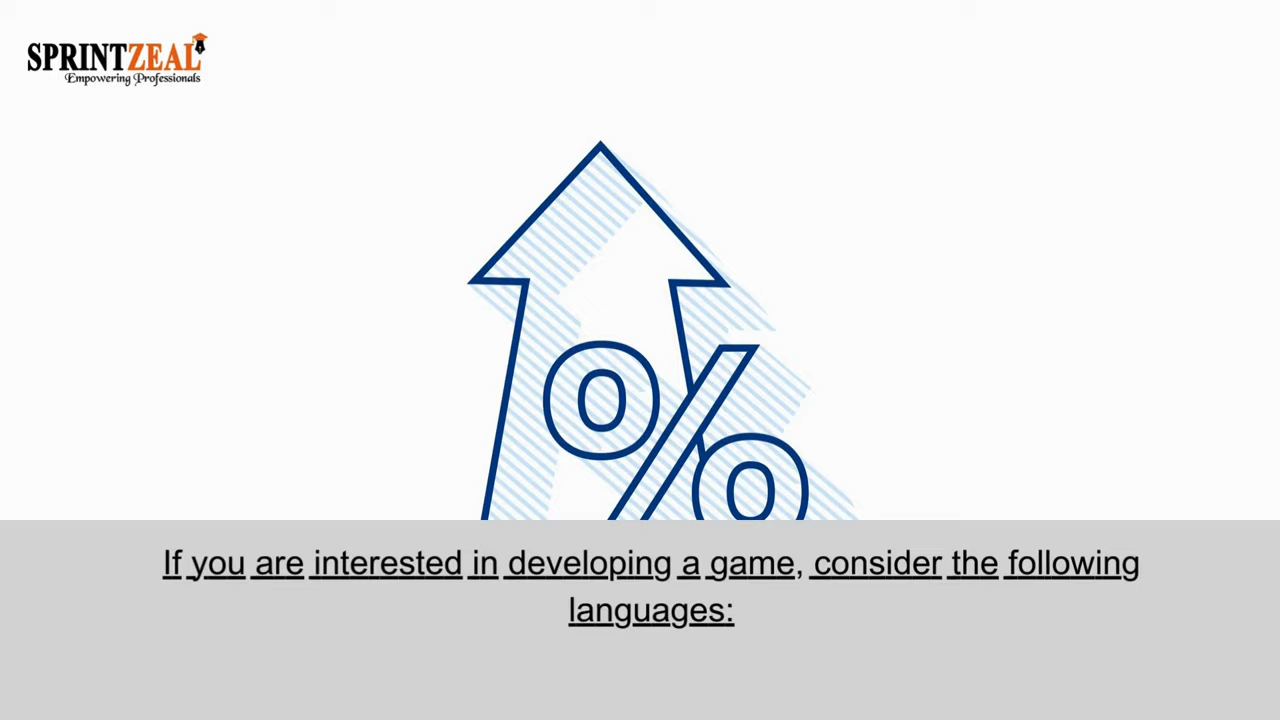 SPRINTZEAL
Empowering Professionals
%
If you are interested in developing a game, consider the following
languages: